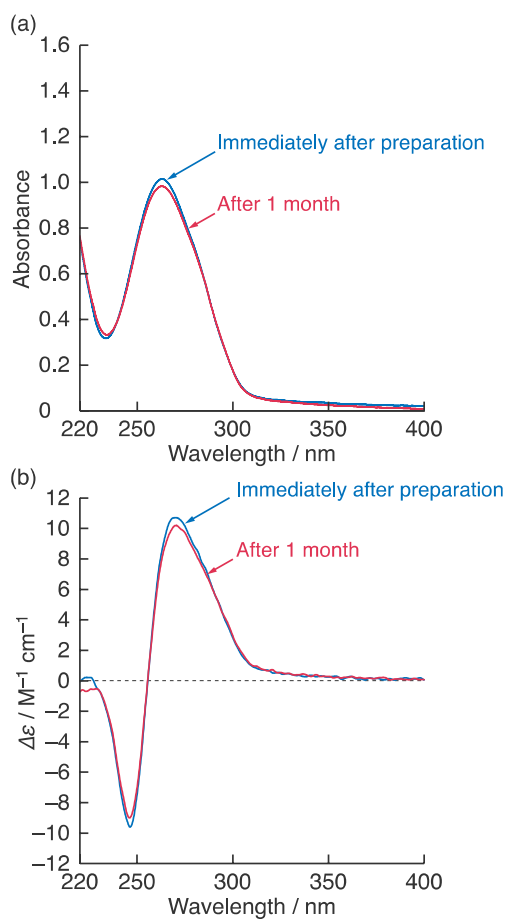 (a)
1.6
1.4
1.2
1.0
0.8
0.6
0.4
0.2
0
Absorbance
Immediately after preparation
After 1 month
220 250 300 350 400
Wavelength / nm
(b)
12
10
8
6
4
2
0
−2
−4
−6
−8
−10
−12
Δε / M⁻¹ cm⁻¹
Immediately after preparation
After 1 month
220 250 300 350 400
Wavelength / nm